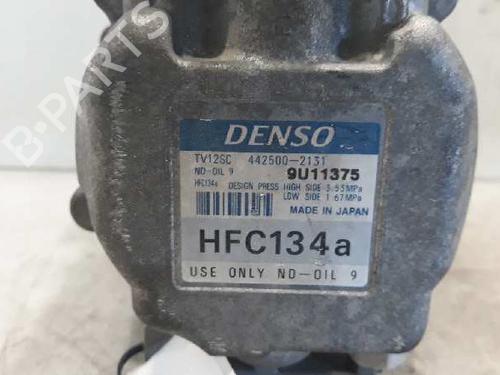 B-PARTS
DENSO
TV12SC 442500-2131
ND-OIL 9 9U11375
HFC134a DESIGN PRESS HIGH SIDE 3.53MPa
LOW SIDE 1.67MPa
MADE IN JAPAN
HFC134a
USE ONLY ND-OIL 9